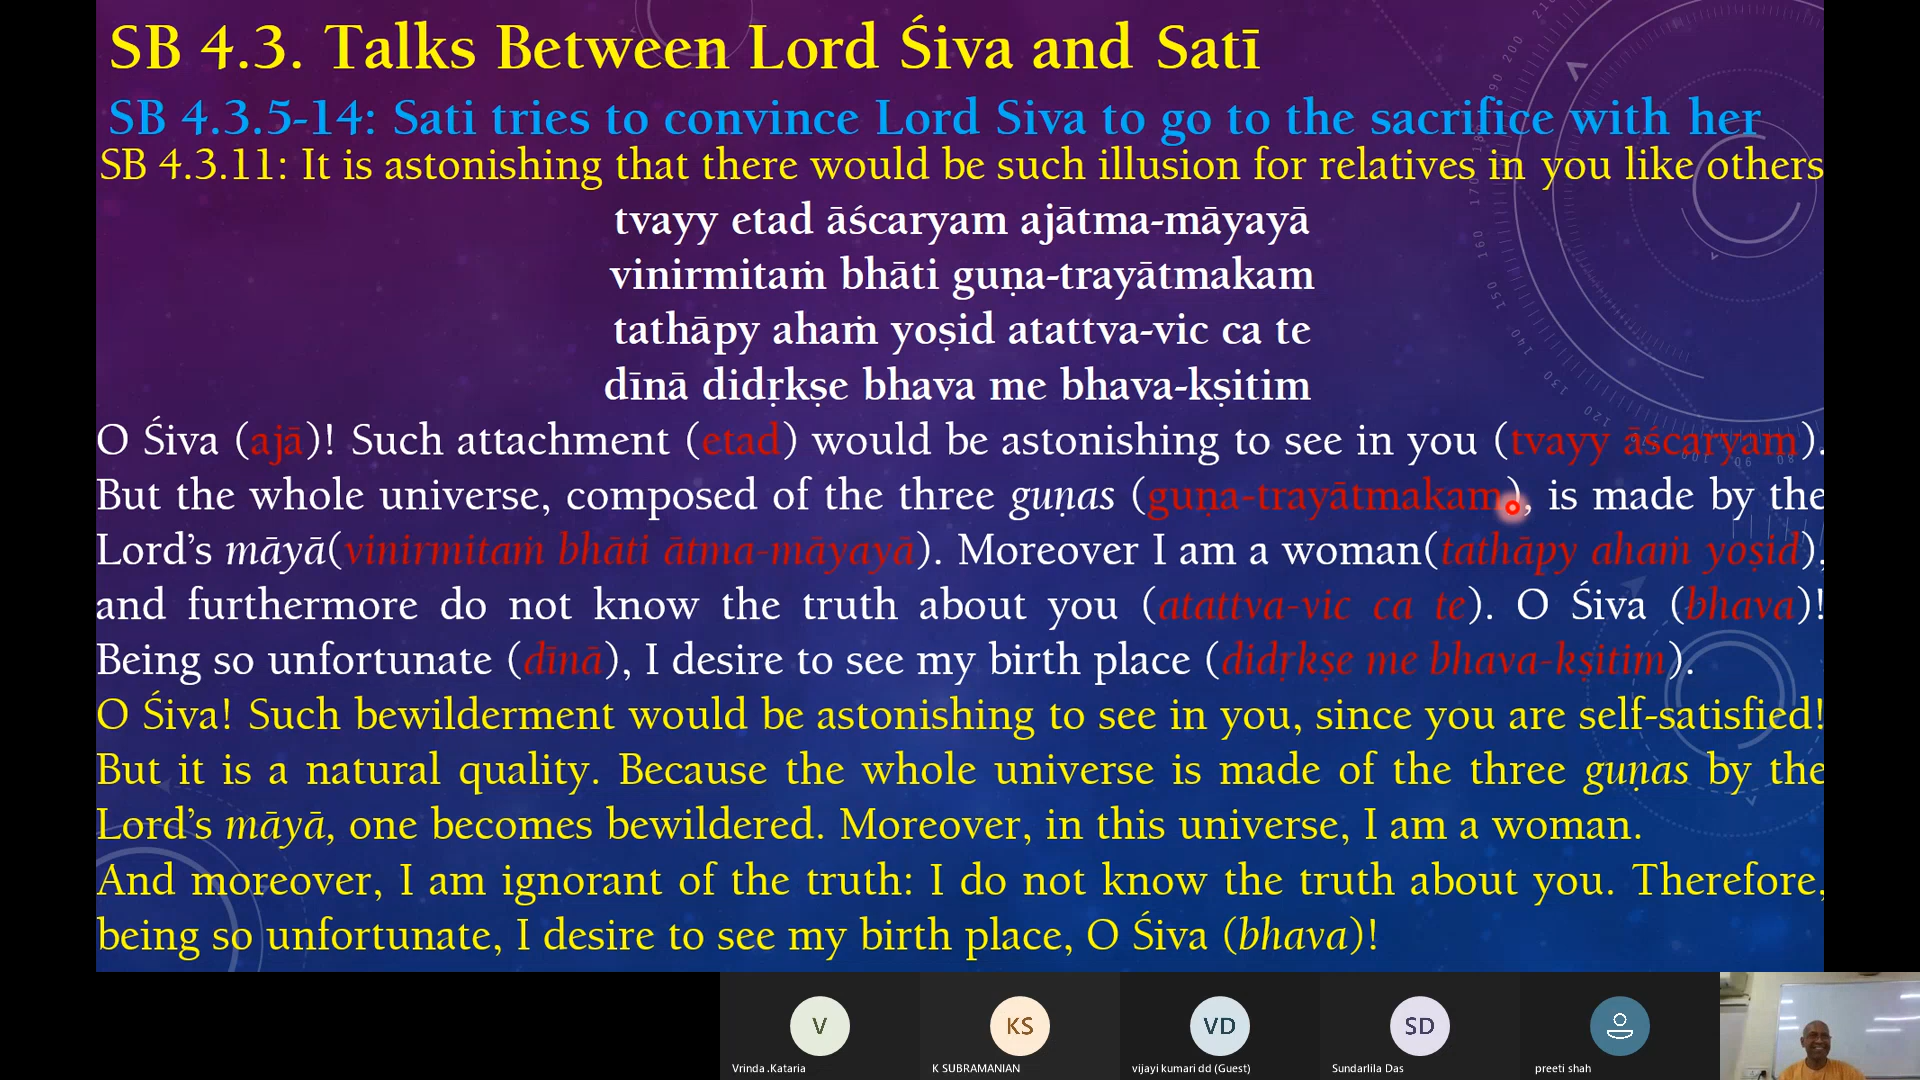 SB 4.3. Talks Between Lord Śiva and Satī
SB 4.3.5-14: Sati tries to convince Lord Siva to go to the sacrifice with her
SB 4.3.11: It is astonishing that there would be such illusion for relatives in you like others
tvayy etad āścaryam ajātma-māyayā
vinirmitaṁ bhāti guṇa-trayātmakam
tathāpy ahaṁ yoṣid atattva-vic ca te
dīnā didṛkṣe bhava me bhava-kṣitim
O Śiva (ajā)! Such attachment (etad) would be astonishing to see in you (tvayy āścaryam).
But the whole universe, composed of the three guṇas (guṇa-trayātmakam), is made by the
Lord’s māyā(vinirmitaṁ bhāti ātma-māyayā). Moreover I am a woman(tathāpy ahaṁ yoṣid),
and furthermore do not know the truth about you (atattva-vic ca te). O Śiva (bhava)!
Being so unfortunate (dīnā), I desire to see my birth place (didṛkṣe me bhava-kṣitim).
O Śiva! Such bewilderment would be astonishing to see in you, since you are self-satisfied!
But it is a natural quality. Because the whole universe is made of the three guṇas by the
Lord’s māyā, one becomes bewildered. Moreover, in this universe, I am a woman.
And moreover, I am ignorant of the truth: I do not know the truth about you. Therefore,
being so unfortunate, I desire to see my birth place, O Śiva (bhava)!
V KS VD SD
Vrinda .Kataria K SUBRAMANIAN vijayi kumari dd (Guest) Sundarlila Das preeti shah